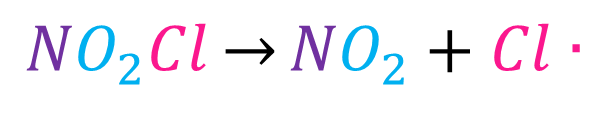 NO₂Cl → NO₂ + Cl ·